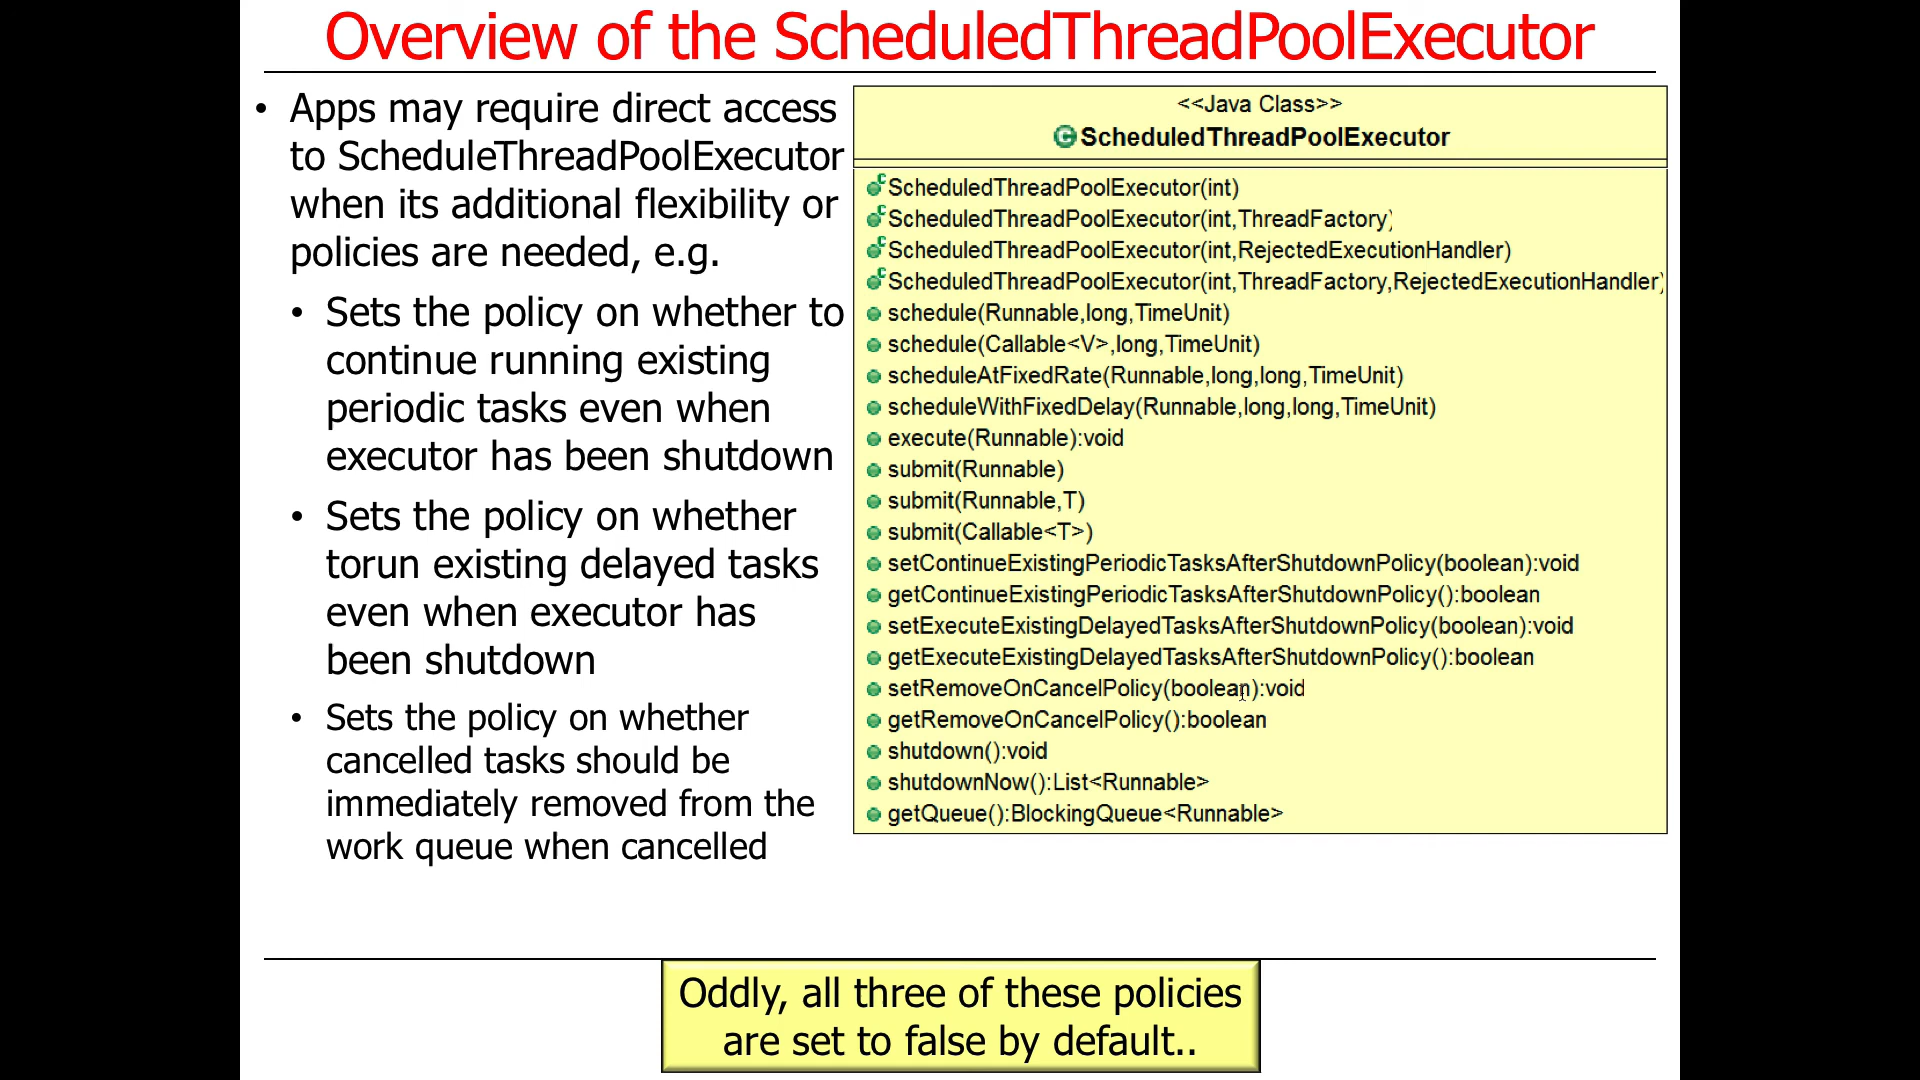 Overview of the ScheduledThreadPoolExecutor
• Apps may require direct access
to ScheduleThreadPoolExecutor
when its additional flexibility or
policies are needed, e.g.
• Sets the policy on whether to
continue running existing
periodic tasks even when
executor has been shutdown
• Sets the policy on whether
torun existing delayed tasks
even when executor has
been shutdown
• Sets the policy on whether
cancelled tasks should be
immediately removed from the
work queue when cancelled
<<Java Class>>
ScheduledThreadPoolExecutor
ScheduledThreadPoolExecutor(int)
ScheduledThreadPoolExecutor(int,ThreadFactory)
ScheduledThreadPoolExecutor(int,RejectedExecutionHandler)
ScheduledThreadPoolExecutor(int,ThreadFactory,RejectedExecutionHandler)
schedule(Runnable,long,TimeUnit)
schedule(Callable<V>,long,TimeUnit)
scheduleAtFixedRate(Runnable,long,long,TimeUnit)
scheduleWithFixedDelay(Runnable,long,long,TimeUnit)
execute(Runnable):void
submit(Runnable)
submit(Runnable,T)
submit(Callable<T>)
setContinueExistingPeriodicTasksAfterShutdownPolicy(boolean):void
getContinueExistingPeriodicTasksAfterShutdownPolicy():boolean
setExecuteExistingDelayedTasksAfterShutdownPolicy(boolean):void
getExecuteExistingDelayedTasksAfterShutdownPolicy():boolean
setRemoveOnCancelPolicy(boolean):void
getRemoveOnCancelPolicy():boolean
shutdown():void
shutdownNow():List<Runnable>
getQueue():BlockingQueue<Runnable>
Oddly, all three of these policies
are set to false by default..